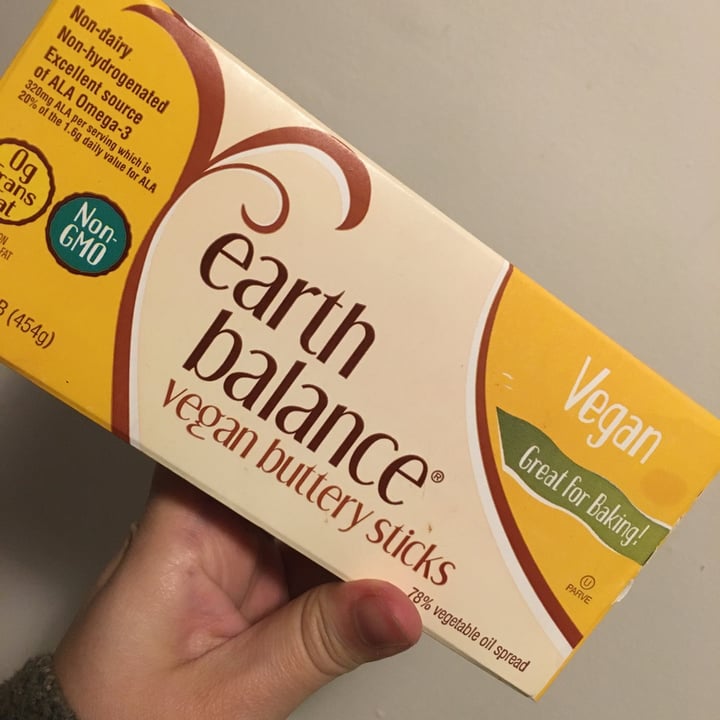 Non-dairy
Non-hydrogenated
Excellent source
of ALA Omega-3
320mg ALA per serving which is
20% of the 1.6g daily value for ALA
0g
Non-
GMO
(454g)
earth
balance®
vegan buttery sticks
78% vegetable oil spread
Vegan
Great for Baking!
U
PARVE